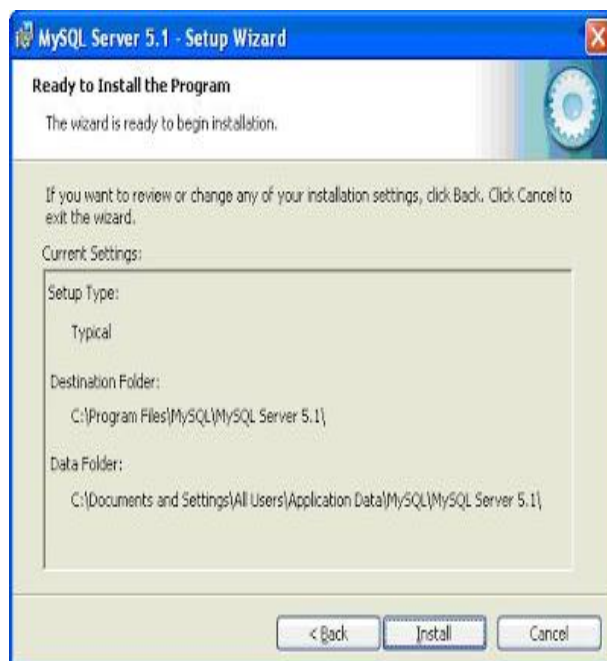 MySQL Server 5.1 - Setup Wizard
Ready to Install the Program
The wizard is ready to begin installation.
If you want to review or change any of your installation settings, click Back. Click Cancel to
exit the wizard.
Current Settings:
Setup Type:
Typical
Destination Folder:
C:\Program Files\MySQL\MySQL Server 5.1\
Data Folder:
C:\Documents and Settings\All Users\Application Data\MySQL\MySQL Server 5.1\
< Back Install Cancel